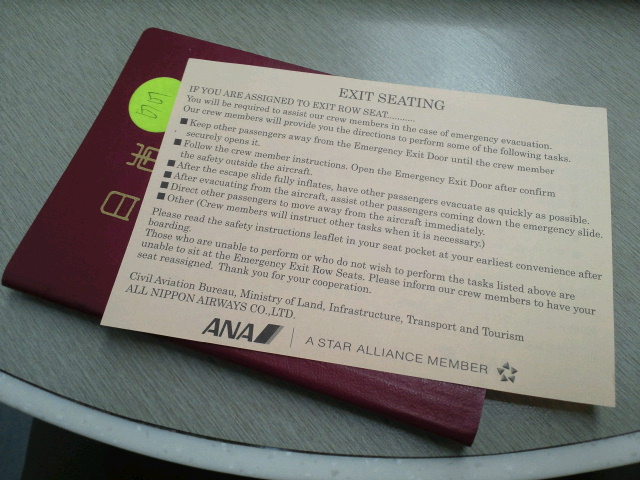 EXIT SEATING
IF YOU ARE ASSIGNED TO EXIT ROW SEAT..........
You will be required to assist our crew members in the case of emergency evacuation.
Our crew members will provide you the directions to perform some of the following tasks.
■ Keep other passengers away from the Emergency Exit Door until the crew member
securely opens it.
■ Follow the crew member instructions. Open the Emergency Exit Door after confirm
the safety outside the aircraft.
■ After the escape slide fully inflates, have other passengers evacuate as quickly as possible.
■ After evacuating from the aircraft, assist other passengers coming down the emergency slide.
■ Direct other passengers to move away from the aircraft immediately.
■ Other (Crew members will instruct other tasks when it is necessary.)
Please read the safety instructions leaflet in your seat pocket at your earliest convenience after
boarding.
Those who are unable to perform or who do not wish to perform the tasks listed above are
unable to sit at the Emergency Exit Row Seats. Please inform our crew members to have your
seat reassigned. Thank you for your cooperation.
Civil Aviation Bureau, Ministry of Land, Infrastructure, Transport and Tourism
ALL NIPPON AIRWAYS CO.,LTD.
ANA
A STAR ALLIANCE MEMBER